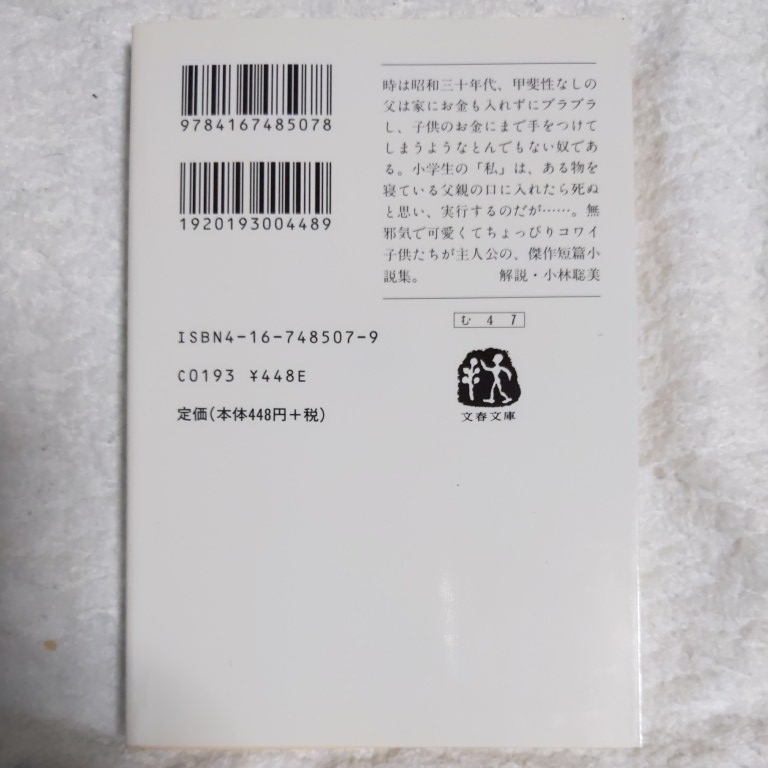 9784167485078
1920193004489
時は昭和三十年代、甲斐性なしの
父は家にお金も入れずにブラブラ
し、子供のお金にまで手をつけて
しまうようなとんでもない奴であ
る。小学生の「私」は、ある物を
寝ている父親の口に入れたら死ぬ
と思い、実行するのだが……。無
邪気で可愛くてちょっぴりコワイ
子供たちが主人公の、傑作短篇小
説集。 解説・小林聡美
む 4 7
文春文庫
ISBN4-16-748507-9
C0193 ¥448E
定価(本体448円+税)